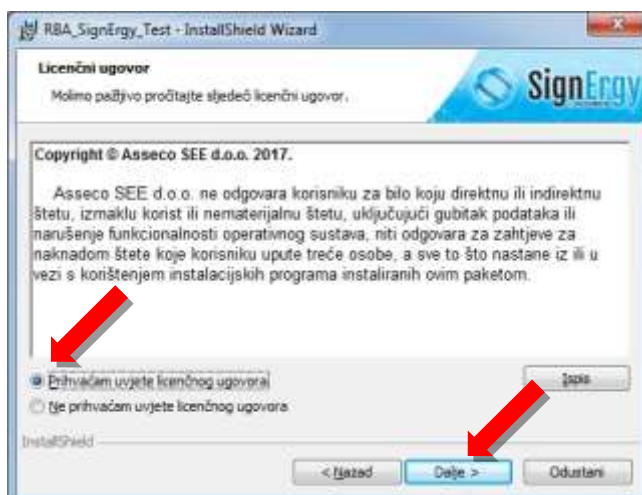 RBA_SignErgy_Test - InstallShield Wizard
Licenčni ugovor
Molimo pažljivo pročitajte sljedeć licenčni ugovor.
SignErgy
Copyright © Asseco SEE d.o.o. 2017.
Asseco SEE d.o.o. ne odgovara korisniku za bilo koju direktnu ili indirektnu
štetu, izmaklu korist ili nematerijalnu štetu, uključujući gubitak podataka ili
narušenje funkcionalnosti operativnog sustava, niti odgovara za zahtjeve za
naknadom štete koje korisniku upute treće osobe, a sve to što nastane iz ili u
vezi s korištenjem instalacijskih programa instaliranih ovim paketom.
Prihvaćam uvjete licenčnog ugovora
Ispis
Ne prihvaćam uvjete licenčnog ugovora
InstallShield
< Nazad
Dalje >
Odustani